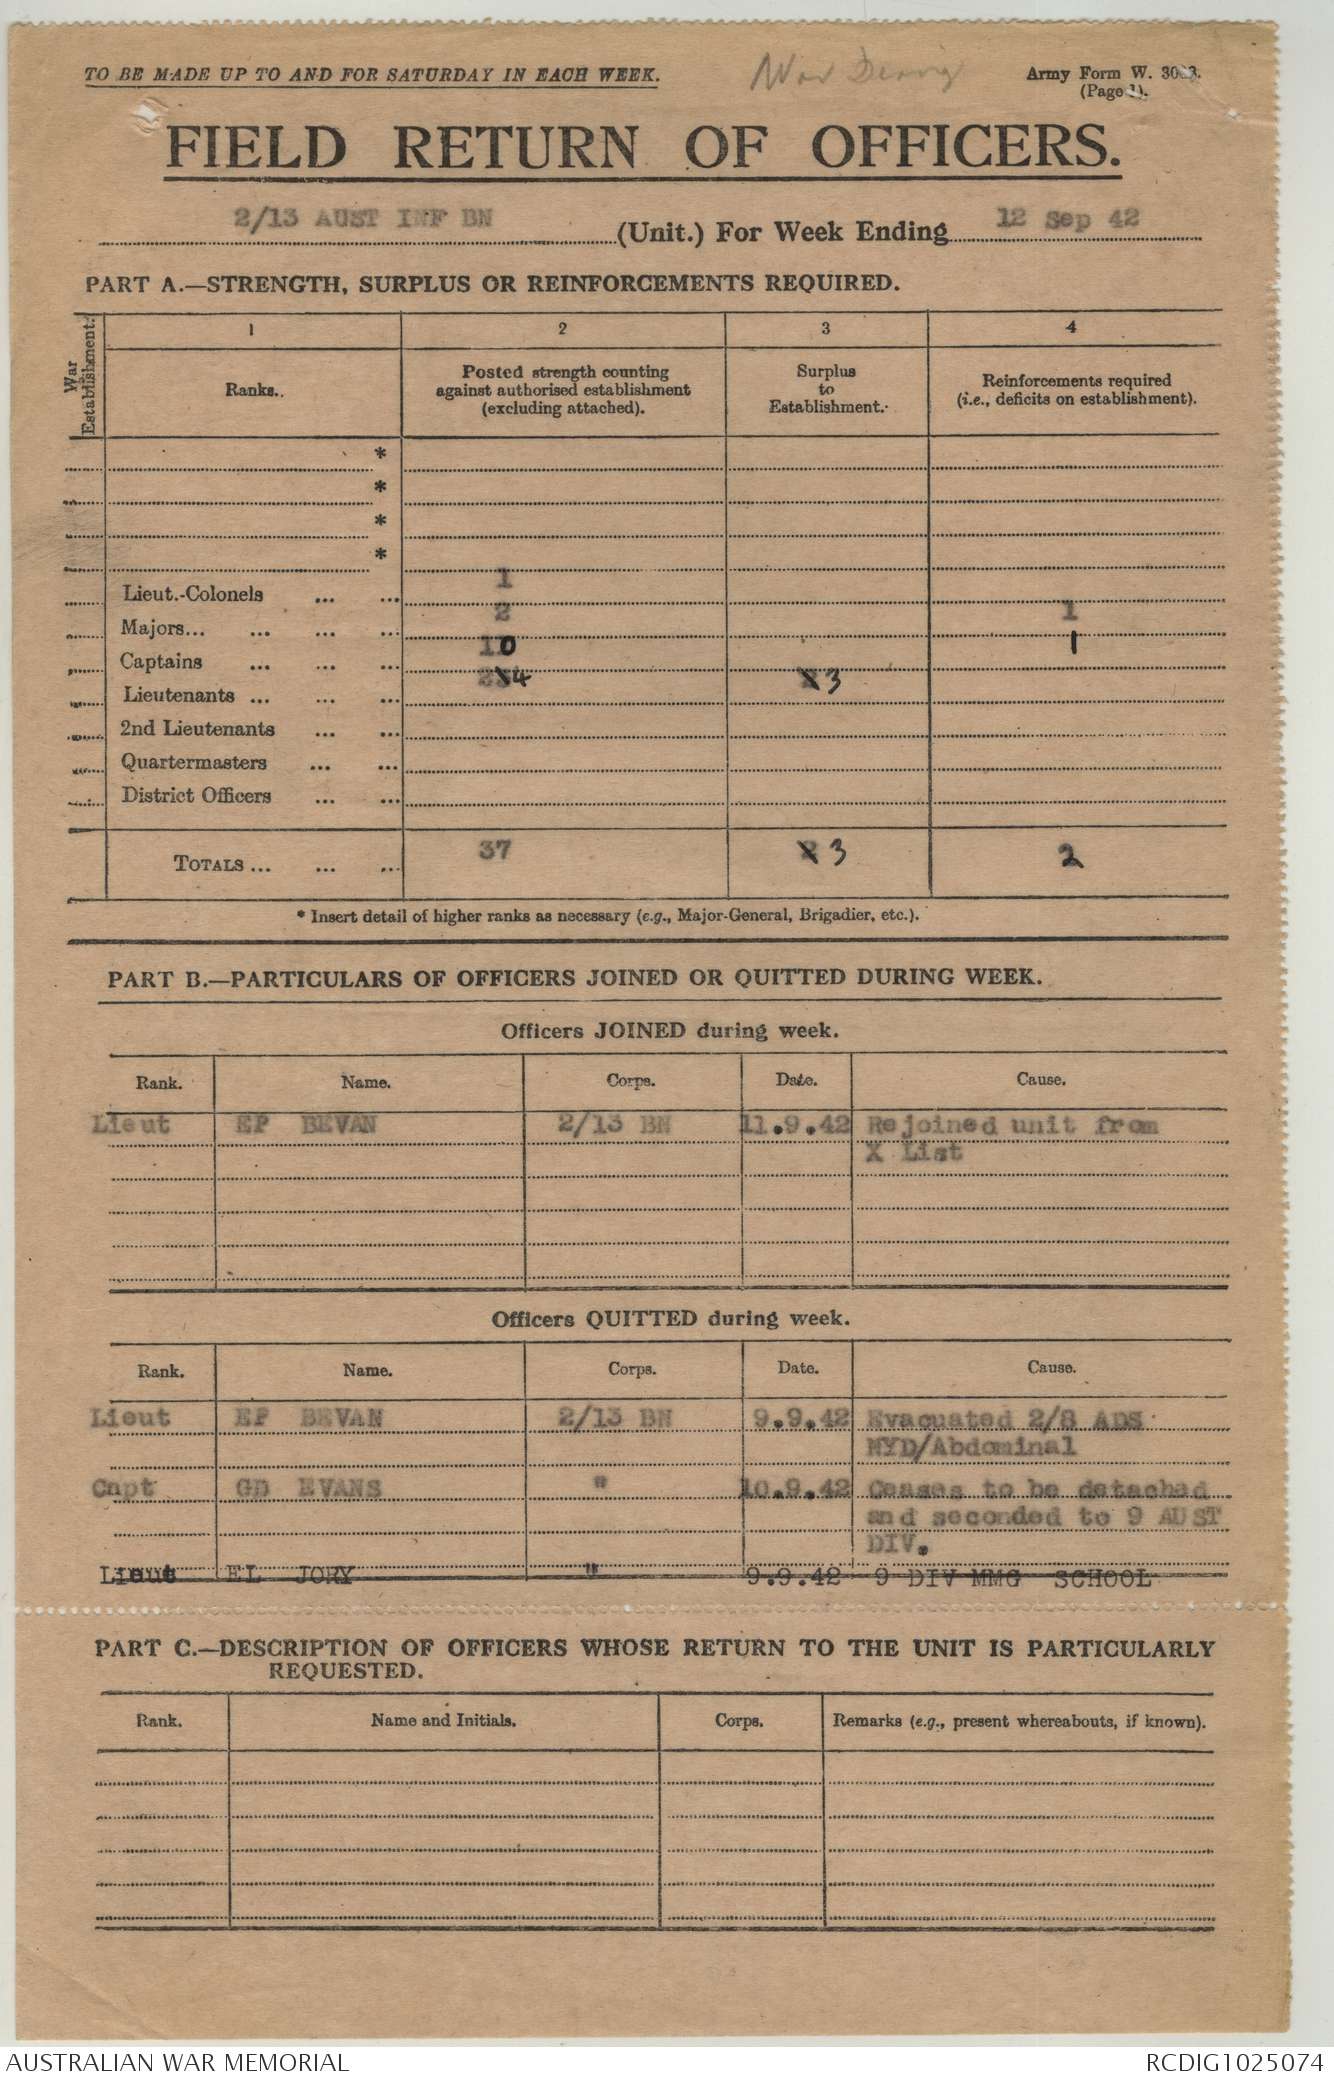 TO BE MADE UP TO AND FOR SATURDAY IN EACH WEEK.
War Diary
Army Form W. 3008.
(Page 1).
FIELD RETURN OF OFFICERS.
2/13 AUST INF BN (Unit.) For Week Ending 12 Sep 42
PART A.—STRENGTH, SURPLUS OR REINFORCEMENTS REQUIRED.
War Establishment.
1 2 3 4
Ranks.
Posted strength counting
against authorised establishment
(excluding attached).
Surplus
to
Establishment.
Reinforcements required
(i.e., deficits on establishment).
*
*
*
*
Lieut.-Colonels ... ... 1
Majors... ... ... ... 2 1
Captains ... ... ... 10 1
Lieutenants ... ... ... 24 3
2nd Lieutenants ... ...
Quartermasters ... ...
District Officers ... ...
TOTALS ... ... ... 37 3 2
* Insert detail of higher ranks as necessary (e.g., Major-General, Brigadier, etc.).
PART B.—PARTICULARS OF OFFICERS JOINED OR QUITTED DURING WEEK.
Officers JOINED during week.
Rank. Name. Corps. Date. Cause.
Lieut EP BEVAN 2/13 BN 11.9.42 Rejoined unit from
X List
Officers QUITTED during week.
Rank. Name. Corps. Date. Cause.
Lieut EP BEVAN 2/13 BN 9.9.42 Evacuated 2/8 ADS
NYD/Abdominal
Capt GD EVANS " 10.9.42 Ceases to be detached
and seconded to 9 AUST
DIV.
Lieut EL JORY " 9.9.42 9 DIV MMG SCHOOL
PART C.—DESCRIPTION OF OFFICERS WHOSE RETURN TO THE UNIT IS PARTICULARLY
REQUESTED.
Rank. Name and Initials. Corps. Remarks (e.g., present whereabouts, if known).
AUSTRALIAN WAR MEMORIAL RCDIG1025074